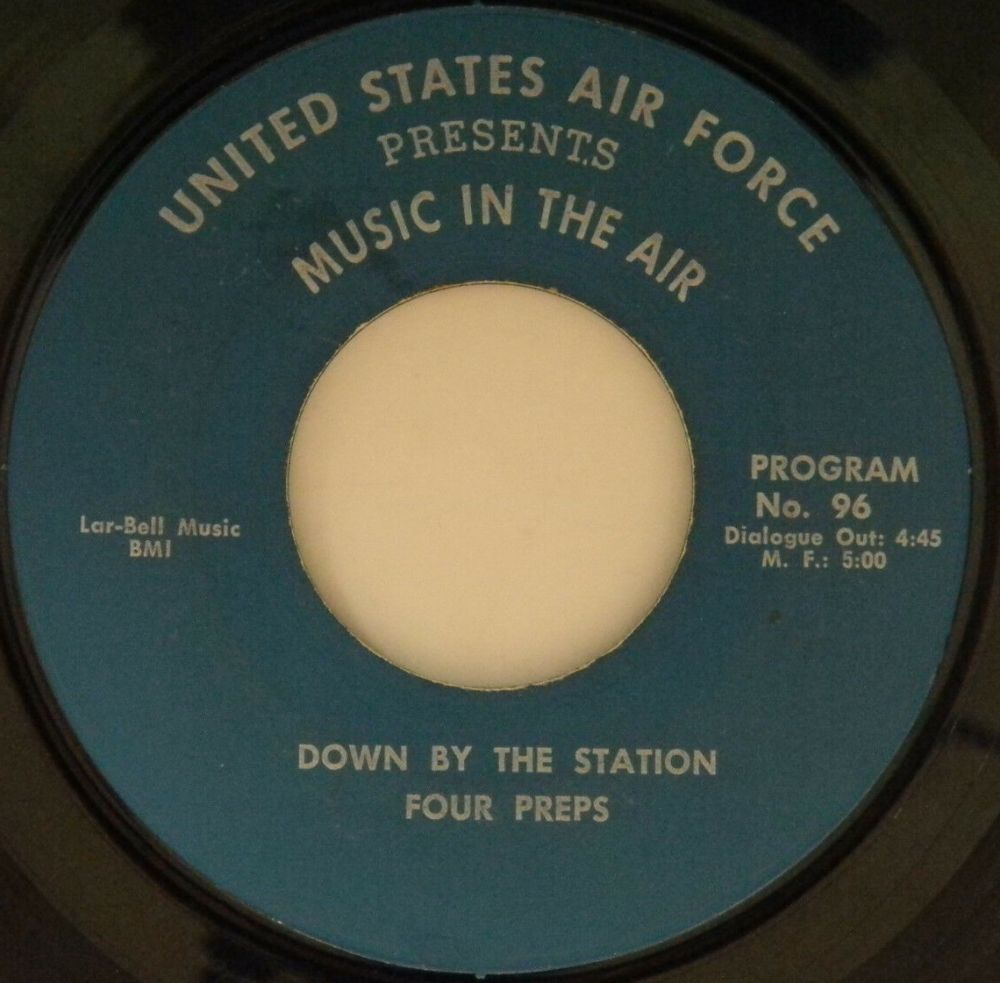 UNITED STATES AIR FORCE
PRESENTS
MUSIC IN THE AIR
PROGRAM
No. 96
Dialogue Out: 4:45
M. F.: 5:00
Lar-Bell Music
BMI
DOWN BY THE STATION
FOUR PREPS